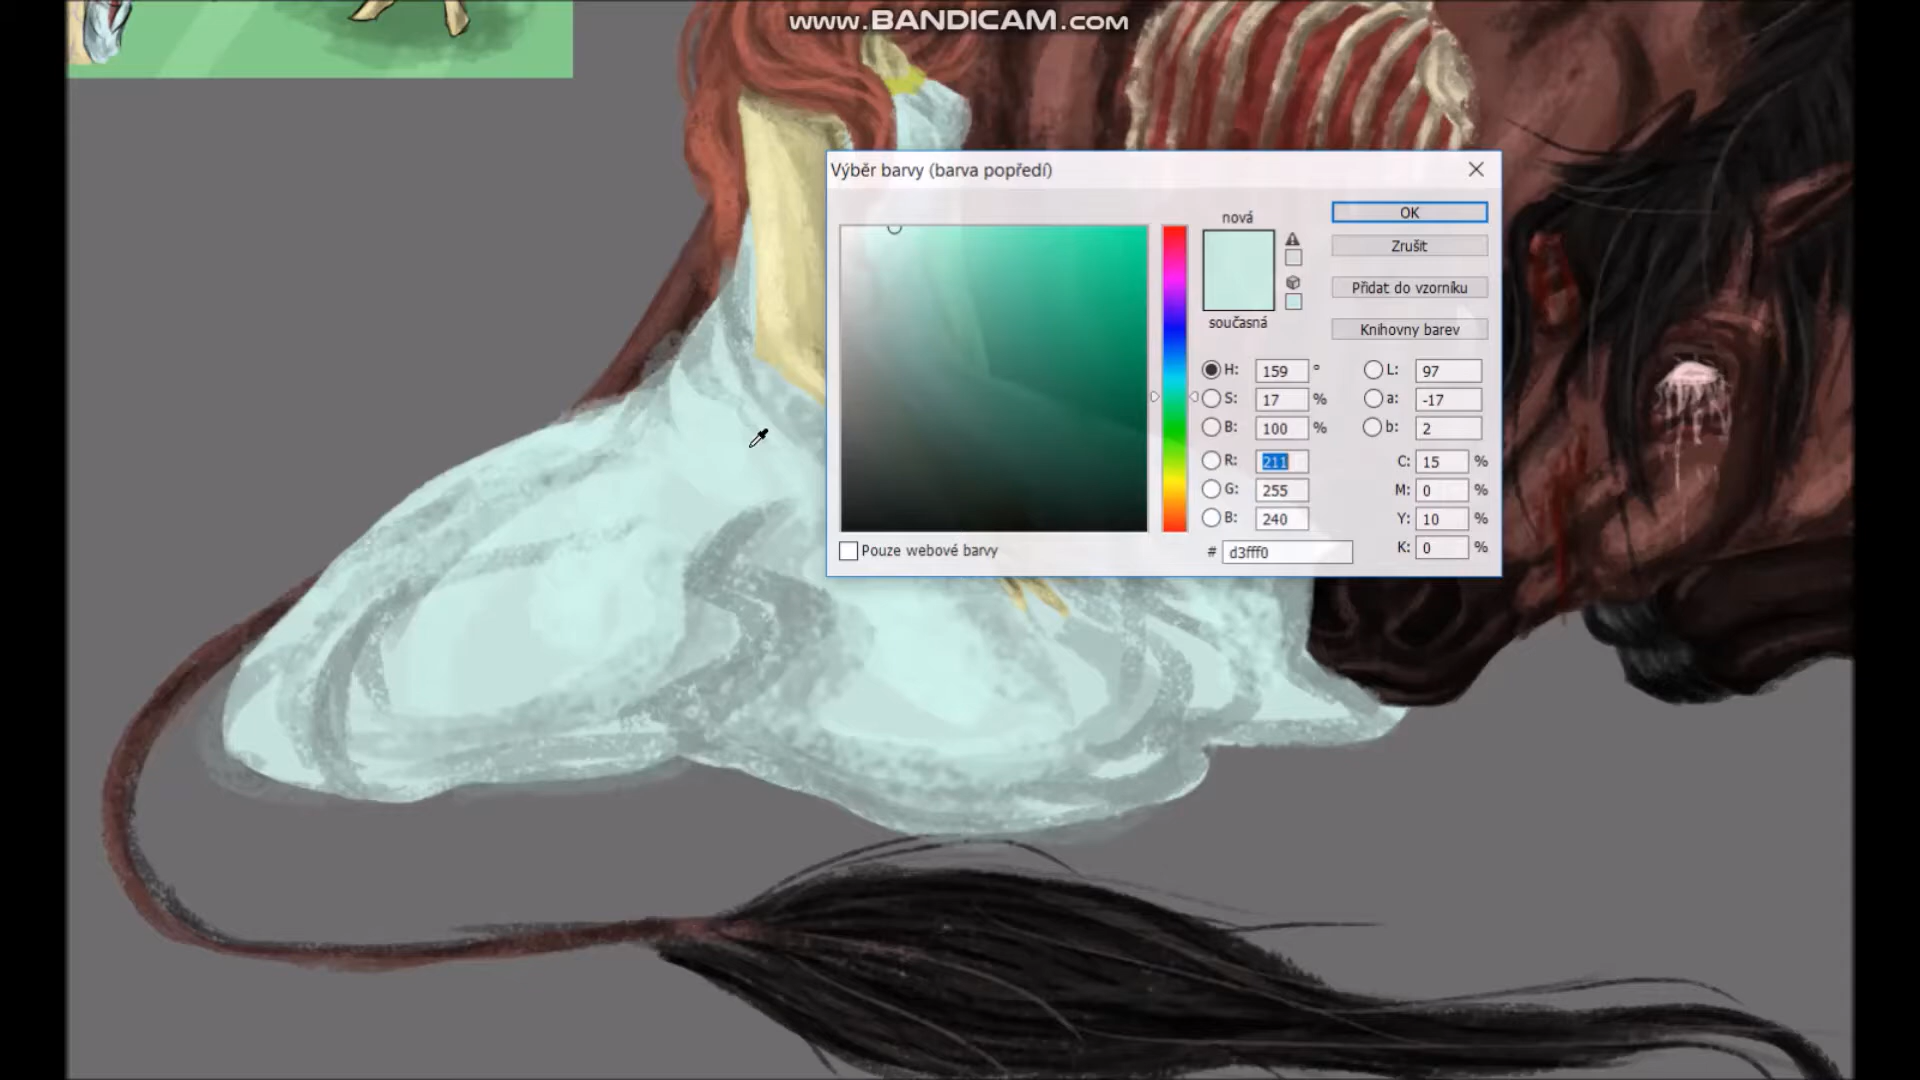 www.BANDICAM.com
Výběr barvy (barva popředí)
nová
současná
OK
Zrušit
Přidat do vzorníku
Knihovny barev
H: 159 °
S: 17 %
B: 100 %
R: 211
G: 255
B: 240
L: 97
a: -17
b: 2
C: 15 %
M: 0 %
Y: 10 %
K: 0 %
# d3fff0
Pouze webové barvy